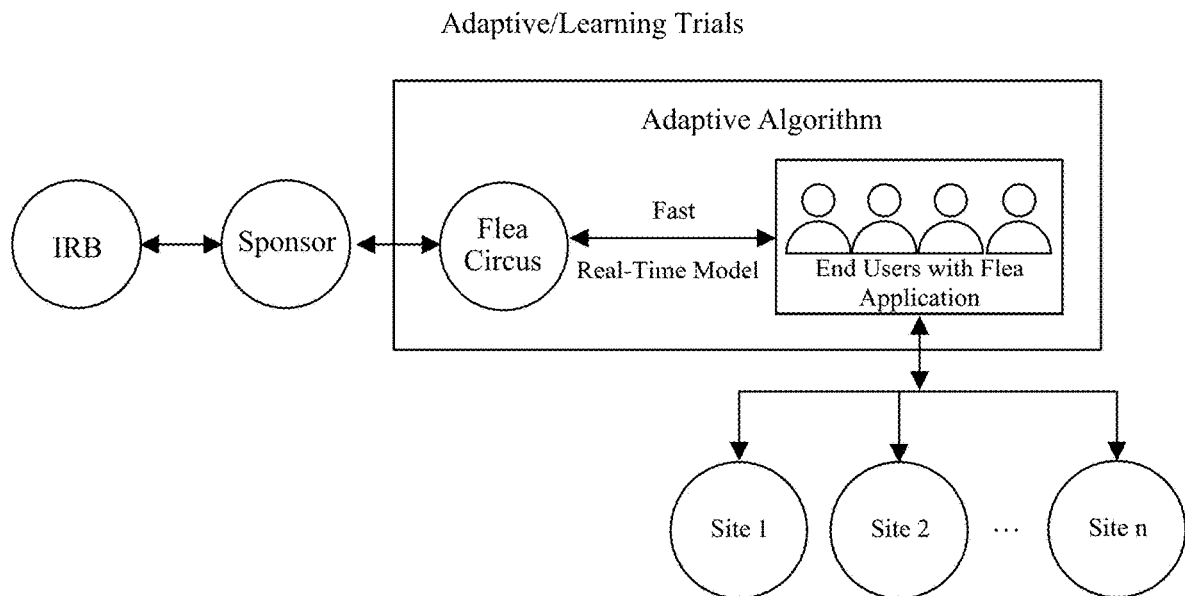 Adaptive/Learning Trials
Adaptive Algorithm
IRB
Sponsor
Flea
Circus
Fast
Real-Time Model
End Users with Flea
Application
Site 1
Site 2
...
Site n